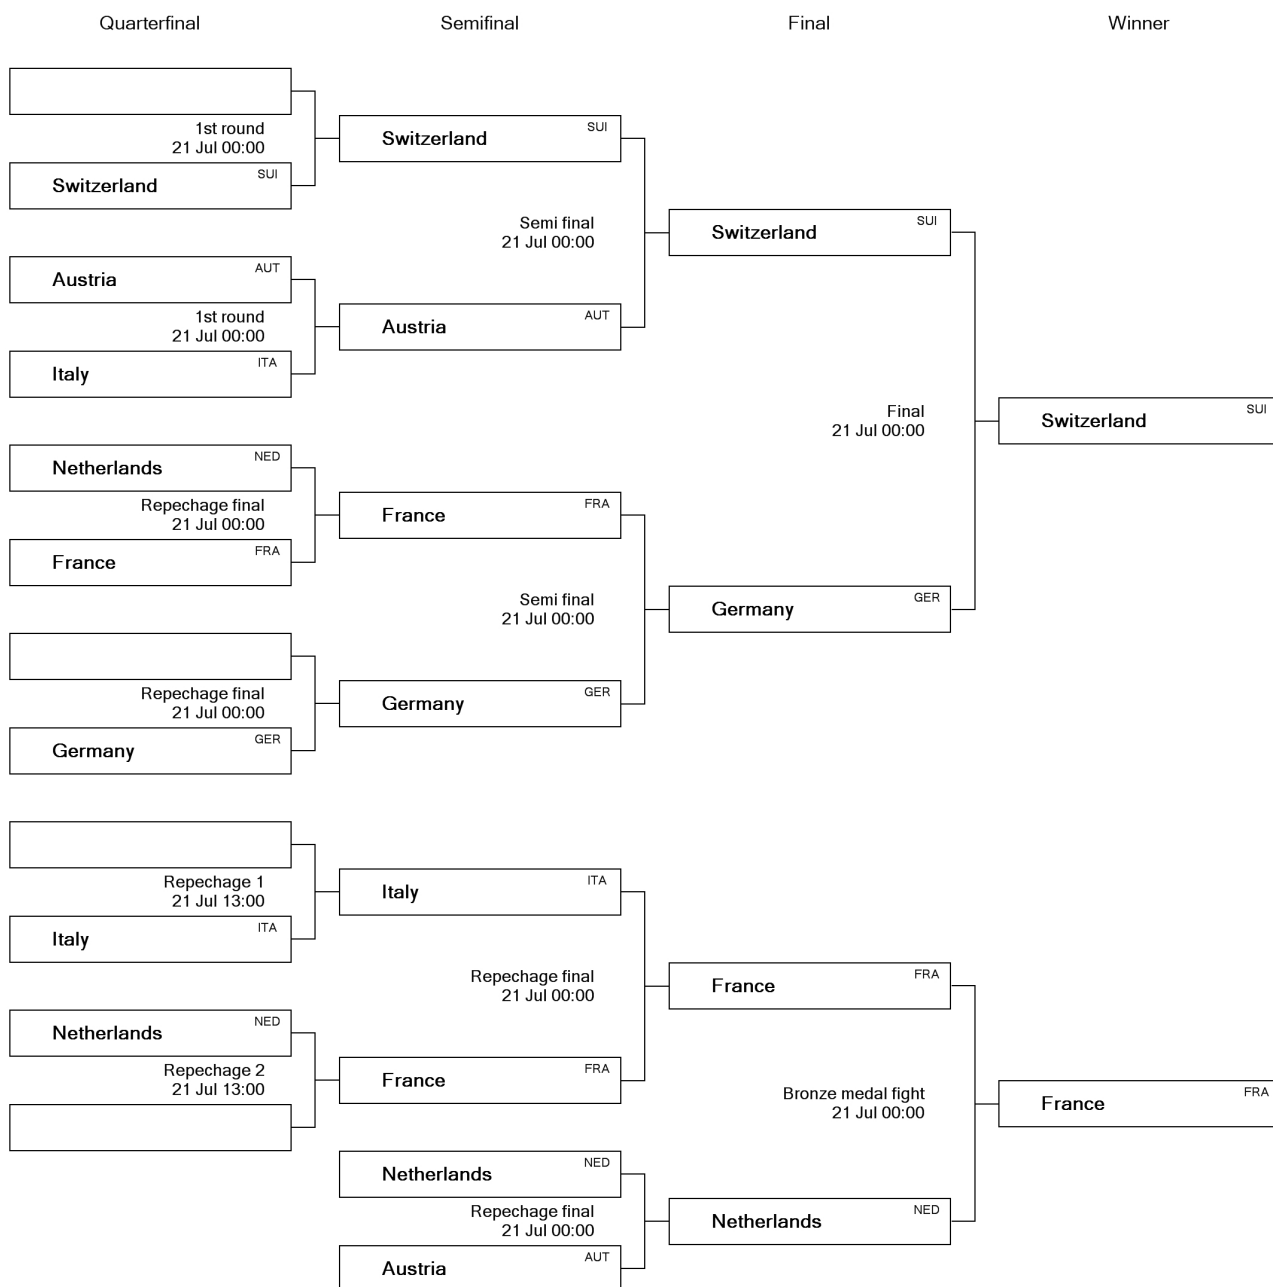 Quarterfinal Semifinal Final Winner
1st round
21 Jul 00:00
Switzerland SUI
Austria AUT
1st round
21 Jul 00:00
Italy ITA
Netherlands NED
Repechage final
21 Jul 00:00
France FRA
Repechage final
21 Jul 00:00
Germany GER
Repechage 1
21 Jul 13:00
Italy ITA
Netherlands NED
Repechage 2
21 Jul 13:00
Switzerland SUI
Semi final
21 Jul 00:00
Austria AUT
France FRA
Semi final
21 Jul 00:00
Germany GER
Italy ITA
Repechage final
21 Jul 00:00
France FRA
Netherlands NED
Repechage final
21 Jul 00:00
Austria AUT
Switzerland SUI
Final
21 Jul 00:00
Germany GER
France FRA
Bronze medal fight
21 Jul 00:00
Netherlands NED
Switzerland SUI
France FRA